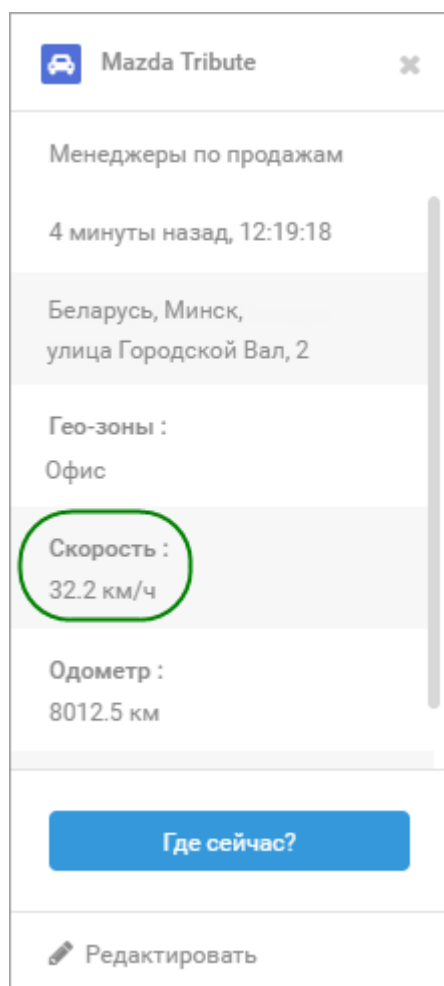 Mazda Tribute
Менеджеры по продажам
4 минуты назад, 12:19:18
Беларусь, Минск,
улица Городской Вал, 2
Гео-зоны :
Офис
Скорость :
32.2 км/ч
Одометр :
8012.5 км
Где сейчас?
Редактировать